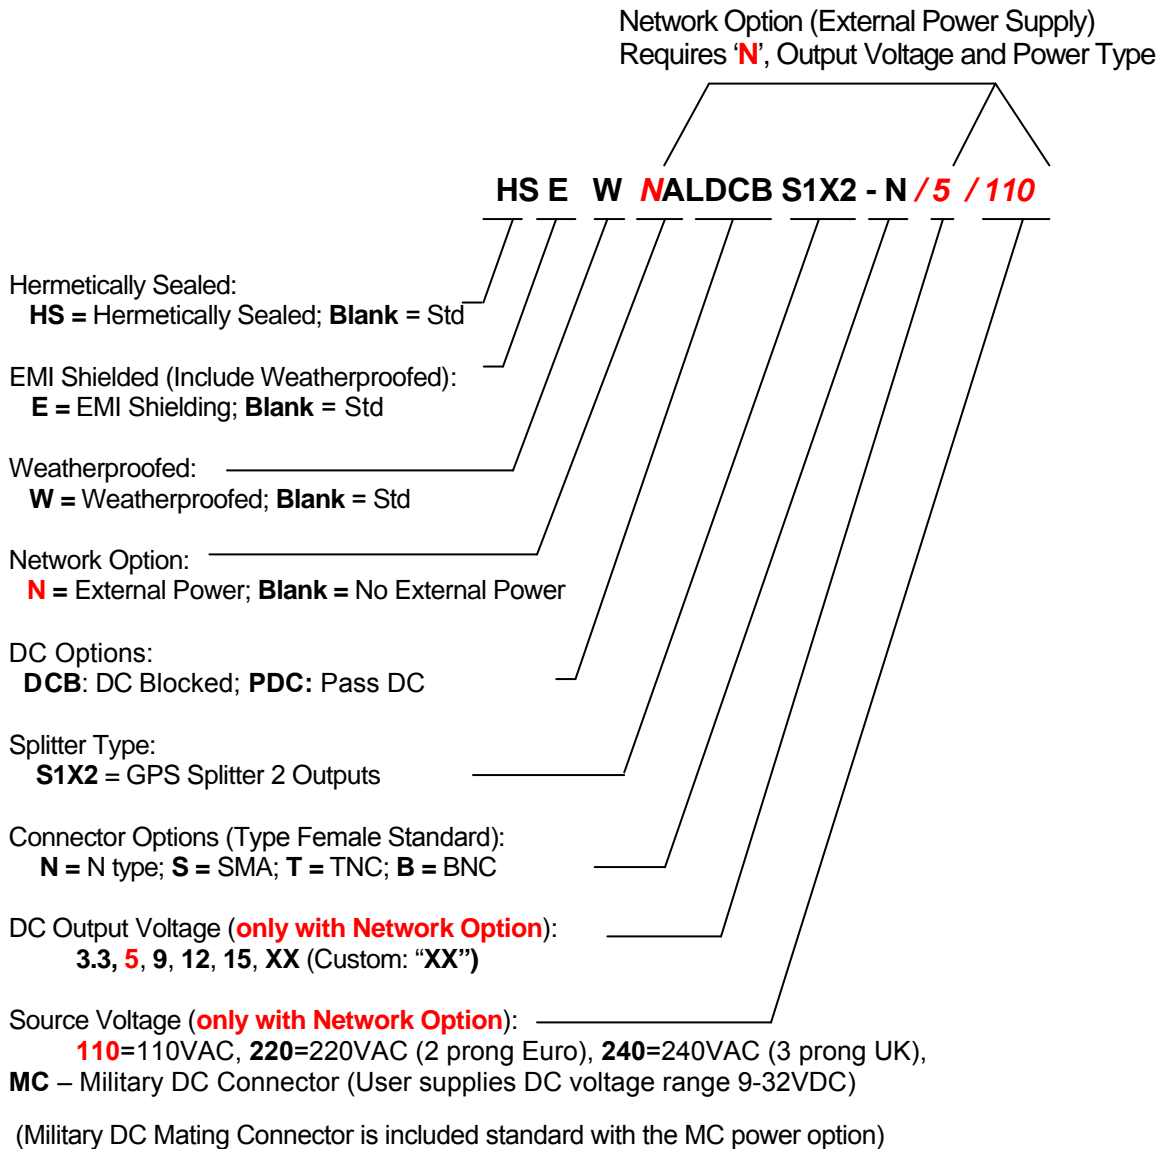 Network Option (External Power Supply)
Requires ‘N’, Output Voltage and Power Type
HS E W NALDCB S1X2 - N / 5 / 110
Hermetically Sealed:
HS = Hermetically Sealed; Blank = Std
EMI Shielded (Include Weatherproofed):
E = EMI Shielding; Blank = Std
Weatherproofed:
W = Weatherproofed; Blank = Std
Network Option:
N = External Power; Blank = No External Power
DC Options:
DCB: DC Blocked; PDC: Pass DC
Splitter Type:
S1X2 = GPS Splitter 2 Outputs
Connector Options (Type Female Standard):
N = N type; S = SMA; T = TNC; B = BNC
DC Output Voltage (only with Network Option):
3.3, 5, 9, 12, 15, XX (Custom: “XX”)
Source Voltage (only with Network Option):
110=110VAC, 220=220VAC (2 prong Euro), 240=240VAC (3 prong UK),
MC – Military DC Connector (User supplies DC voltage range 9-32VDC)
(Military DC Mating Connector is included standard with the MC power option)